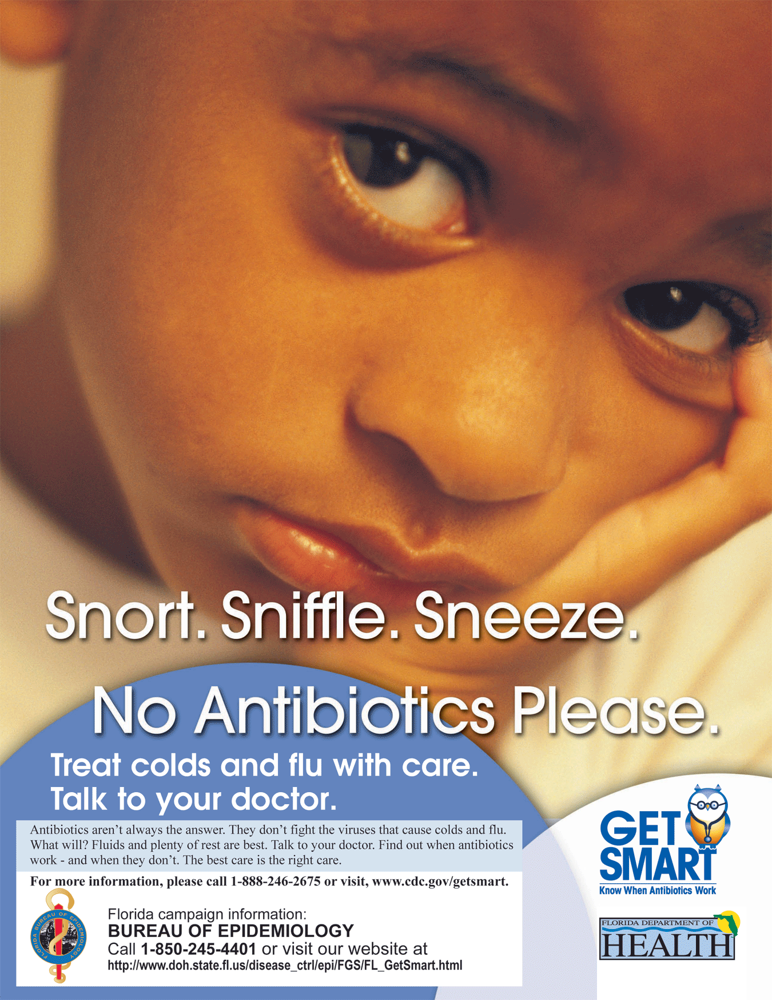 Snort. Sniffle. Sneeze.
No Antibiotics Please.
Treat colds and flu with care.
Talk to your doctor.
Antibiotics aren't always the answer. They don't fight the viruses that cause colds and flu.
What will? Fluids and plenty of rest are best. Talk to your doctor. Find out when antibiotics
work - and when they don't. The best care is the right care.
For more information, please call 1-888-246-2675 or visit, www.cdc.gov/getsmart.
FLORIDA BUREAU OF EPIDEMIOLOGY
Florida campaign information:
BUREAU OF EPIDEMIOLOGY
Call 1-850-245-4401 or visit our website at
http://www.doh.state.fl.us/disease_ctrl/epi/FGS/FL_GetSmart.html
GET
SMART
Know When Antibiotics Work
FLORIDA DEPARTMENT OF
HEALTH